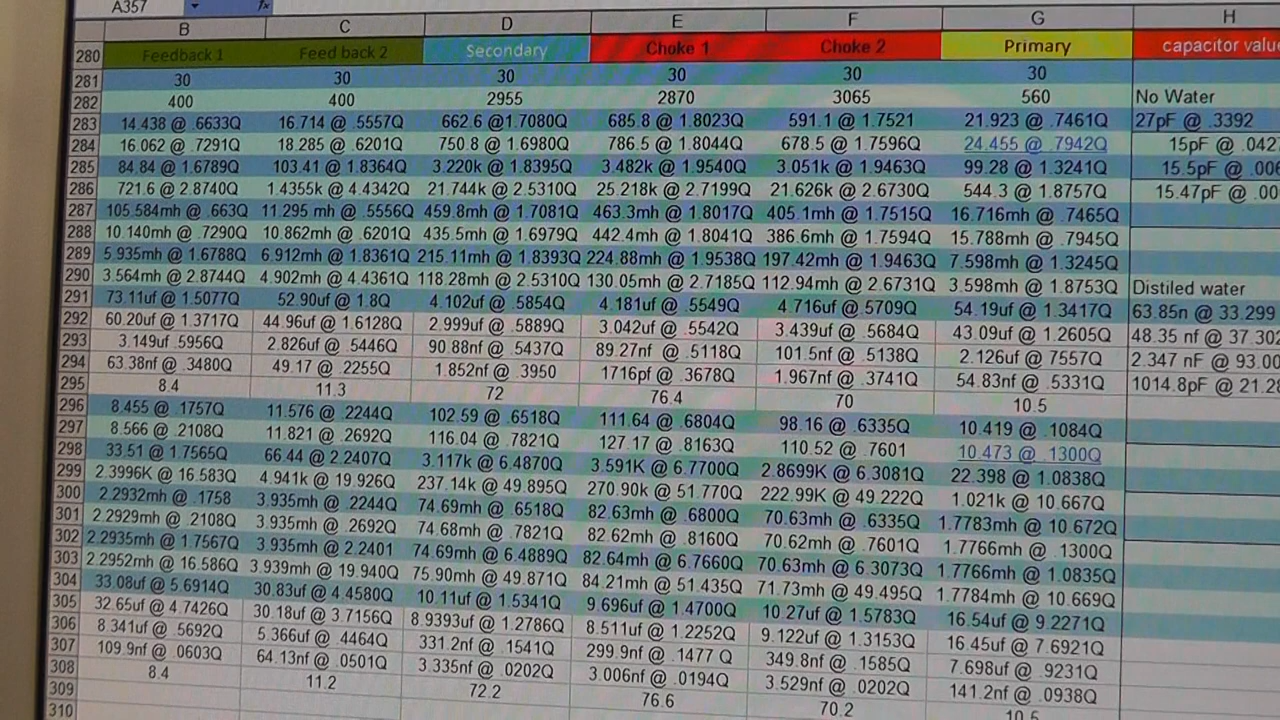 A357 fx
B C D E F G H
280 Feedback 1 Feed back 2 Secondary Choke 1 Choke 2 Primary capacitor value
281 30 30 30 30 30 30
282 400 400 2955 2870 3065 560 No Water
283 14.438 @ .6633Q 16.714 @ .5557Q 662.6 @1.7080Q 685.8 @ 1.8023Q 591.1 @ 1.7521 21.923 @ .7461Q 27pF @ .3392
284 16.062 @ .7291Q 18.285 @ .6201Q 750.8 @ 1.6980Q 786.5 @ 1.8044Q 678.5 @ 1.7596Q 24.455 @ .7942Q 15pF @ .042
285 84.84 @ 1.6789Q 103.41 @ 1.8364Q 3.220k @ 1.8395Q 3.482k @ 1.9540Q 3.051k @ 1.9463Q 99.28 @ 1.3241Q 15.5pF @ .006
286 721.6 @ 2.8740Q 1.4355k @ 4.4342Q 21.744k @ 2.5310Q 25.218k @ 2.7199Q 21.626k @ 2.6730Q 544.3 @ 1.8757Q 15.47pF @ .00
287 105.584mh @ .663Q 11.295 mh @ .5556Q 459.8mh @ 1.7081Q 463.3mh @ 1.8017Q 405.1mh @ 1.7515Q 16.716mh @ .7465Q
288 10.140mh @ .7290Q 10.862mh @ .6201Q 435.5mh @ 1.6979Q 442.4mh @ 1.8041Q 386.6mh @ 1.7594Q 15.788mh @ .7945Q
289 5.935mh @ 1.6788Q 6.912mh @ 1.8361Q 215.11mh @ 1.8393Q 224.88mh @ 1.9538Q 197.42mh @ 1.9463Q 7.598mh @ 1.3245Q
290 3.564mh @ 2.8744Q 4.902mh @ 4.4361Q 118.28mh @ 2.5310Q 130.05mh @ 2.7185Q 112.94mh @ 2.6731Q 3.598mh @ 1.8753Q Distiled water
291 73.11uf @ 1.5077Q 52.90uf @ 1.8Q 4.102uf @ .5854Q 4.181uf @ .5549Q 4.716uf @ .5709Q 54.19uf @ 1.3417Q 63.85n @ 33.299
292 60.20uf @ 1.3717Q 44.96uf @ 1.6128Q 2.999uf @ .5889Q 3.042uf @ .5542Q 3.439uf @ .5684Q 43.09uf @ 1.2605Q 48.35 nf @ 37.302
293 3.149uf .5956Q 2.826uf @ .5446Q 90.88nf @ .5437Q 89.27nf @ .5118Q 101.5nf @ .5138Q 2.126uf @ 7557Q 2.347 nF @ 93.00
294 63.38nf @ .3480Q 49.17 @ .2255Q 1.852nf @ .3950 1716pf @ .3678Q 1.967nf @ .3741Q 54.83nf @ .5331Q 1014.8pF @ 21.2
295 8.4 11.3 72 76.4 70 10.5
296 8.455 @ .1757Q 11.576 @ .2244Q 102.59 @ .6518Q 111.64 @ .6804Q 98.16 @ .6335Q 10.419 @ .1084Q
297 8.566 @ .2108Q 11.821 @ .2692Q 116.04 @ .7821Q 127.17 @ .8163Q 110.52 @ .7601 10.473 @ .1300Q
298 33.51 @ 1.7565Q 66.44 @ 2.2407Q 3.117k @ 6.4870Q 3.591K @ 6.7700Q 2.8699K @ 6.3081Q 22.398 @ 1.0838Q
299 2.3996K @ 16.583Q 4.941k @ 19.926Q 237.14k @ 49.895Q 270.90k @ 51.770Q 222.99K @ 49.222Q 1.021k @ 10.667Q
300 2.2932mh @ .1758 3.935mh @ .2244Q 74.69mh @ .6518Q 82.63mh @ .6800Q 70.63mh @ .6335Q 1.7783mh @ 10.672Q
301 2.2929mh @ .2108Q 3.935mh @ .2692Q 74.68mh @ .7821Q 82.62mh @ .8160Q 70.62mh @ .7601Q 1.7766mh @ .1300Q
302 2.2935mh @ 1.7567Q 3.935mh @ 2.2401 74.69mh @ 6.4889Q 82.64mh @ 6.7660Q 70.63mh @ 6.3073Q 1.7766mh @ 1.0835Q
303 2.2952mh @ 16.586Q 3.939mh @ 19.940Q 75.90mh @ 49.871Q 84.21mh @ 51.435Q 71.73mh @ 49.495Q 1.7784mh @ 10.669Q
304 33.08uf @ 5.6914Q 30.83uf @ 4.4580Q 10.11uf @ 1.5341Q 9.696uf @ 1.4700Q 10.27uf @ 1.5783Q 16.54uf @ 9.2271Q
305 32.65uf @ 4.7426Q 30.18uf @ 3.7156Q 8.9393uf @ 1.2786Q 8.511uf @ 1.2252Q 9.122uf @ 1.3153Q 16.45uf @ 7.6921Q
306 8.341uf @ .5692Q 5.366uf @ .4464Q 331.2nf @ .1541Q 299.9nf @ .1477 Q 349.8nf @ .1585Q 7.698uf @ .9231Q
307 109.9nf @ .0603Q 64.13nf @ .0501Q 3.335nf @ .0202Q 3.006nf @ .0194Q 3.529nf @ .0202Q 141.2nf @ .0938Q
308 8.4 11.2 72.2 76.6 70.2 10.5
309
310